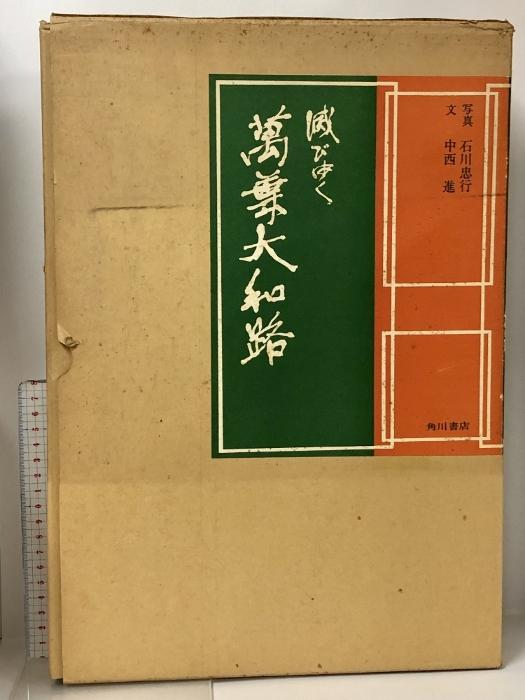 写真 石川忠行
文 中西進
滅びゆく
萬葉大和路
角川書店